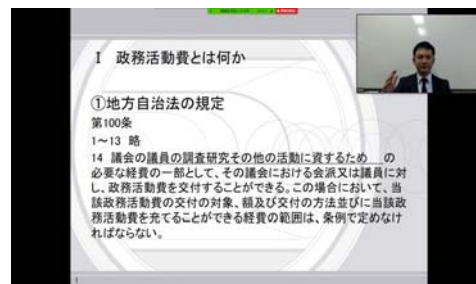 Ⅰ 政務活動費とは何か
①地方自治法の規定
第100条
1~13 略
14 議会の議員の調査研究その他の活動に資するため の
必要な経費の一部として、その議会における会派又は議員に対
し、政務活動費を交付することができる。この場合において、当
該政務活動費の交付の対象、額及び交付の方法並びに当該政
務活動費を充てることができる経費の範囲は、条例で定めなけ
ればならない。
1